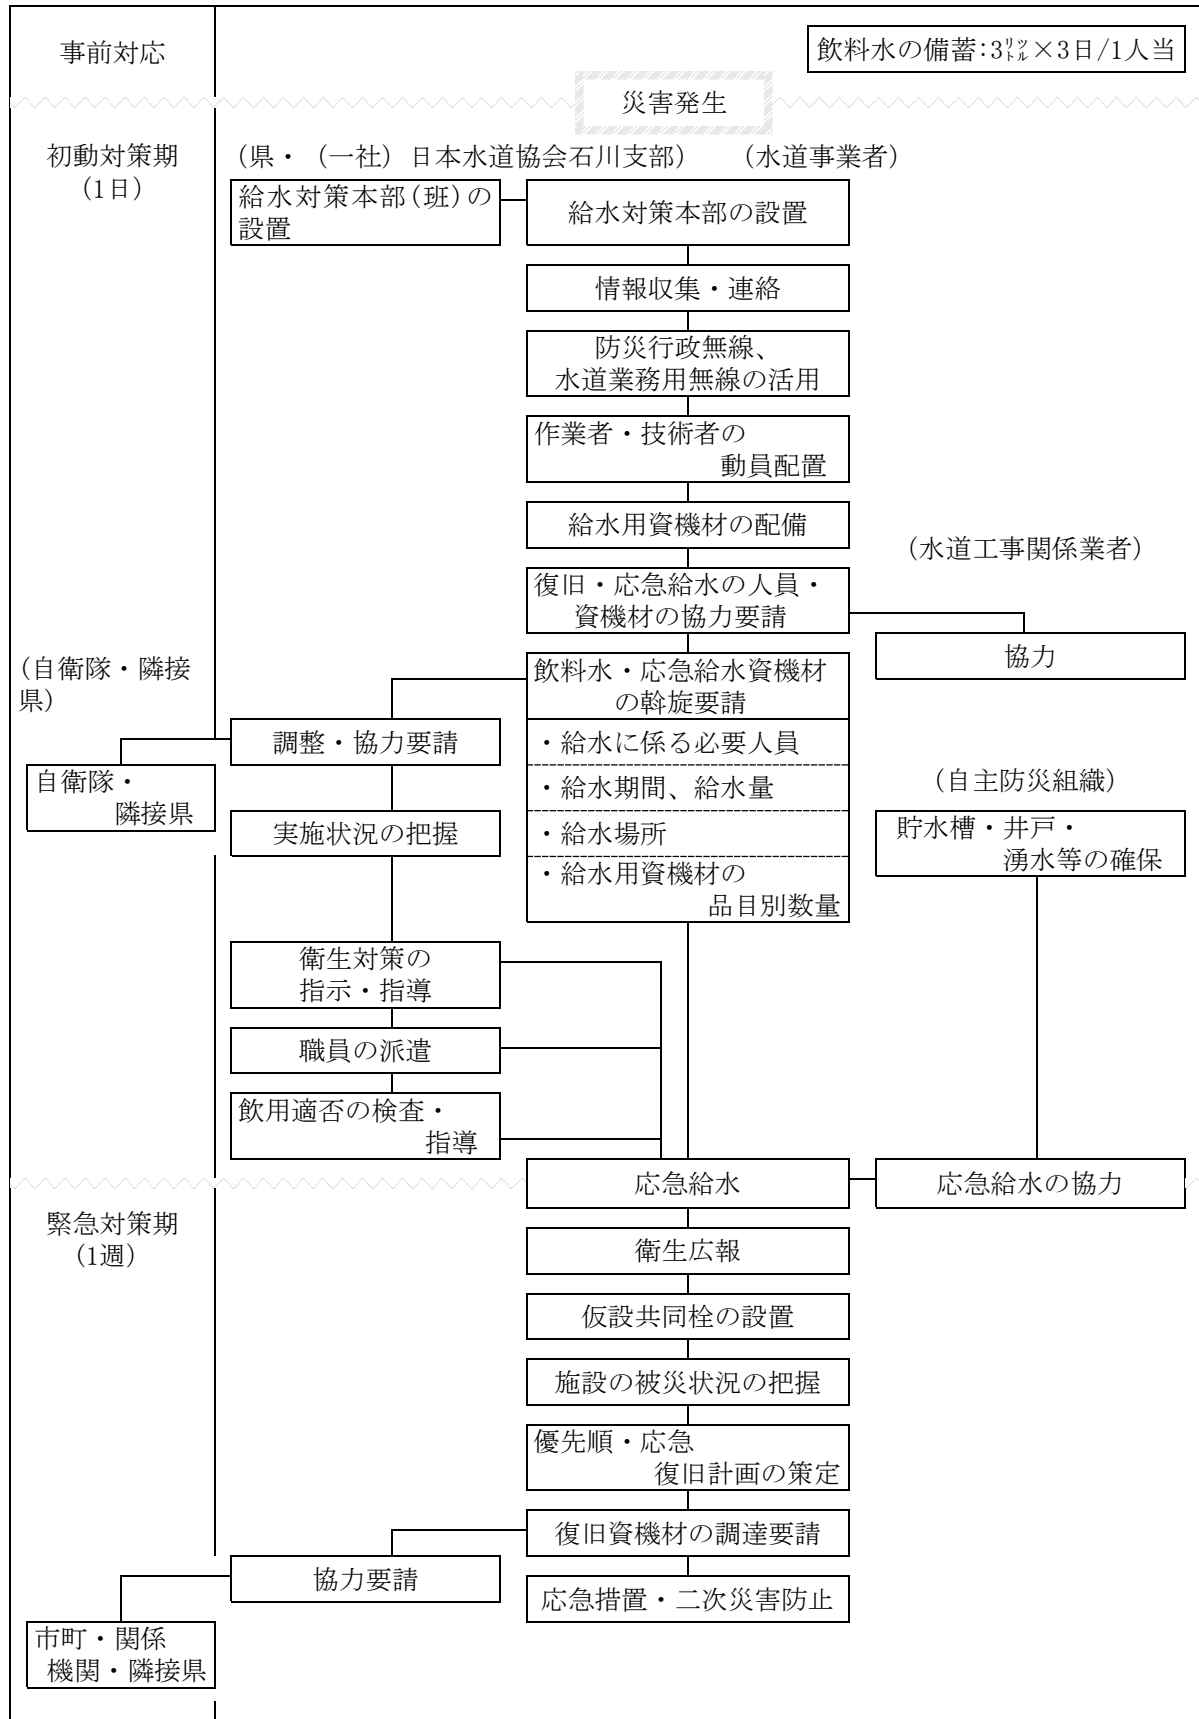 事前対応
飲料水の備蓄:3㍑×3日/1人当
災害発生
初動対策期
(1日)
(県・(一社)日本水道協会石川支部)
(水道事業者)
給水対策本部(班)の
設置
給水対策本部の設置
情報収集・連絡
防災行政無線、
水道業務用無線の活用
作業者・技術者の
動員配置
給水用資機材の配備
(水道工事関係業者)
復旧・応急給水の人員・
資機材の協力要請
協力
(自衛隊・隣接
県)
飲料水・応急給水資機材
の斡旋要請
調整・協力要請
・給水に係る必要人員
自衛隊・
隣接県
・給水期間、給水量
(自主防災組織)
実施状況の把握
・給水場所
貯水槽・井戸・
湧水等の確保
・給水用資機材の
品目別数量
衛生対策の
指示・指導
職員の派遣
飲用適否の検査・
指導
応急給水
応急給水の協力
緊急対策期
(1週)
衛生広報
仮設共同栓の設置
施設の被災状況の把握
優先順・応急
復旧計画の策定
復旧資機材の調達要請
協力要請
応急措置・二次災害防止
市町・関係
機関・隣接県